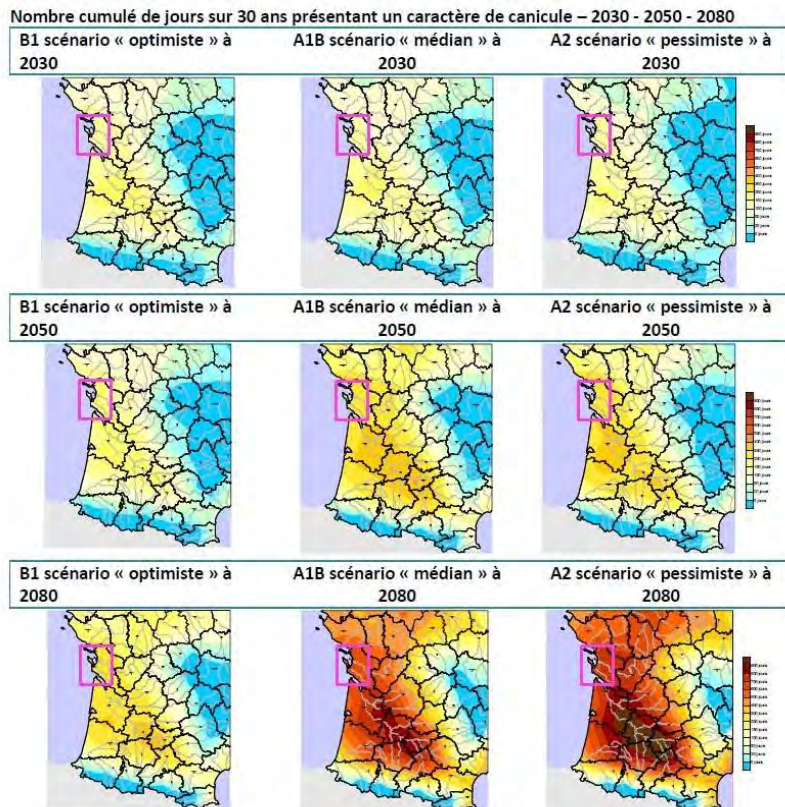 Nombre cumulé de jours sur 30 ans présentant un caractère de canicule – 2030 - 2050 - 2080
B1 scénario « optimiste » à
2030
A1B scénario « médian » à
2030
A2 scénario « pessimiste » à
2030
B1 scénario « optimiste » à
2050
A1B scénario « médian » à
2050
A2 scénario « pessimiste » à
2050
B1 scénario « optimiste » à
2080
A1B scénario « médian » à
2080
A2 scénario « pessimiste » à
2080